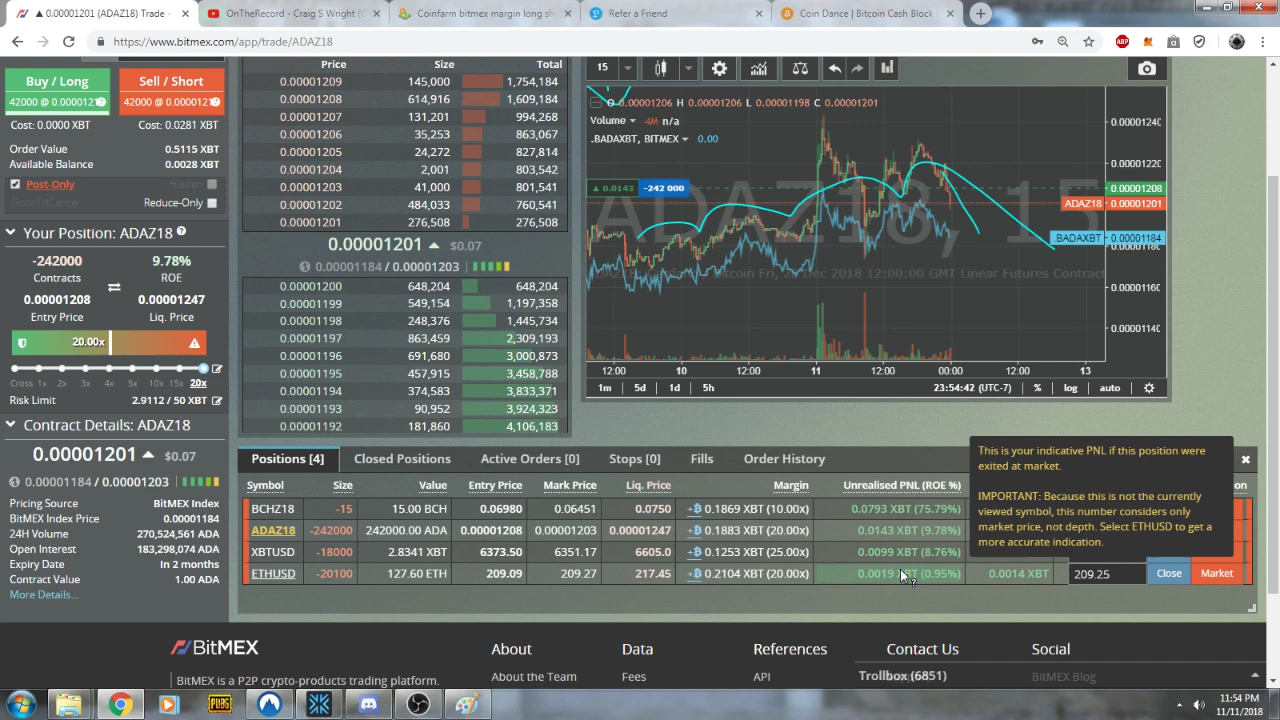 ▲ 0.00001201 (ADAZ18) Trade -
OnTheRecord - Craig S Wright (
Coinfarm bitmex margin long sh
Refer a Friend
Coin Dance | Bitcoin Cash Block
https://www.bitmex.com/app/trade/ADAZ18
Buy / Long
Sell / Short
42000 @ 0.0000121
42000 @ 0.0000121
Cost: 0.0000 XBT
Cost: 0.0281 XBT
Order Value
0.5115 XBT
Available Balance
0.0028 XBT
Post-Only
Hidden
GoodTillCancel
Reduce-Only
Your Position: ADAZ18
-242000
9.78%
Contracts
ROE
0.00001208
0.00001247
Entry Price
Liq. Price
20.00x
Cross 1x 2x 3x 4x 5x 10x 15x 20x
Risk Limit
2.9112 / 50 XBT
Contract Details: ADAZ18
0.00001201
$0.07
0.00001184 / 0.00001203
Pricing Source
BitMEX Index
BitMEX Index Price
0.00001184
24H Volume
270,524,561 ADA
Open Interest
183,298,074 ADA
Expiry Date
In 2 months
Contract Value
1.00 ADA
More Details...
Price Size Total
0.00001209 145,000 1,754,184
0.00001208 614,916 1,609,184
0.00001207 131,201 994,268
0.00001206 35,253 863,067
0.00001205 24,272 827,814
0.00001204 2,001 803,542
0.00001203 41,000 801,541
0.00001202 484,033 760,541
0.00001201 276,508 276,508
0.00001201 $0.07
0.00001184 / 0.00001203
0.00001200 648,204 648,204
0.00001199 549,154 1,197,358
0.00001198 248,376 1,445,734
0.00001197 863,459 2,309,193
0.00001196 691,680 3,000,873
0.00001195 457,915 3,458,788
0.00001194 374,583 3,833,371
0.00001193 90,952 3,924,323
0.00001192 181,860 4,106,183
15
O 0.00001206 H 0.00001206 L 0.00001198 C 0.00001201
Volume 4M n/a
.BADAXBT, BITMEX 0.00
0.0143 -242 000
ADAZ18, 15
Bitcoin Fri, 2 Dec 2018 12:00:00 GMT Linear Futures Contract
0.00001240
0.00001220
0.00001208
ADAZ18 0.00001201
.BADAXBT 0.00001184
0.00001180
0.00001160
0.00001140
12:00 10 12:00 11 12:00 00:00 12:00 13
1m 5d 1d 5h
23:54:42 (UTC-7) % log auto
Positions [4]
Closed Positions
Active Orders [0]
Stops [0]
Fills
Order History
This is your indicative PNL if this position were
exited at market.
IMPORTANT: Because this is not the currently
viewed symbol, this number considers only
market price, not depth. Select ETHUSD to get a
more accurate indication.
Symbol Size Value Entry Price Mark Price Liq. Price Margin Unrealised PNL (ROE %)
BCHZ18 -15 15.00 BCH 0.06980 0.06451 0.0750 0.1869 XBT (10.00x) 0.0793 XBT (75.79%)
ADAZ18 -242000 242000.00 ADA 0.00001208 0.00001203 0.00001247 0.1883 XBT (20.00x) 0.0143 XBT (9.78%)
XBTUSD -18000 2.8341 XBT 6373.50 6351.17 6605.0 0.1253 XBT (25.00x) 0.0099 XBT (8.76%)
ETHUSD -20100 127.60 ETH 209.09 209.27 217.45 0.2104 XBT (20.00x) 0.0019 XBT (0.95%) 0.0014 XBT 209.25 Close Market
BitMEX
About
Data
References
Contact Us
Social
BitMEX is a P2P crypto-products trading platform.
About the Team
Fees
API
Trollbox (6851)
BitMEX Blog
PUBG
11:54 PM
11/11/2018